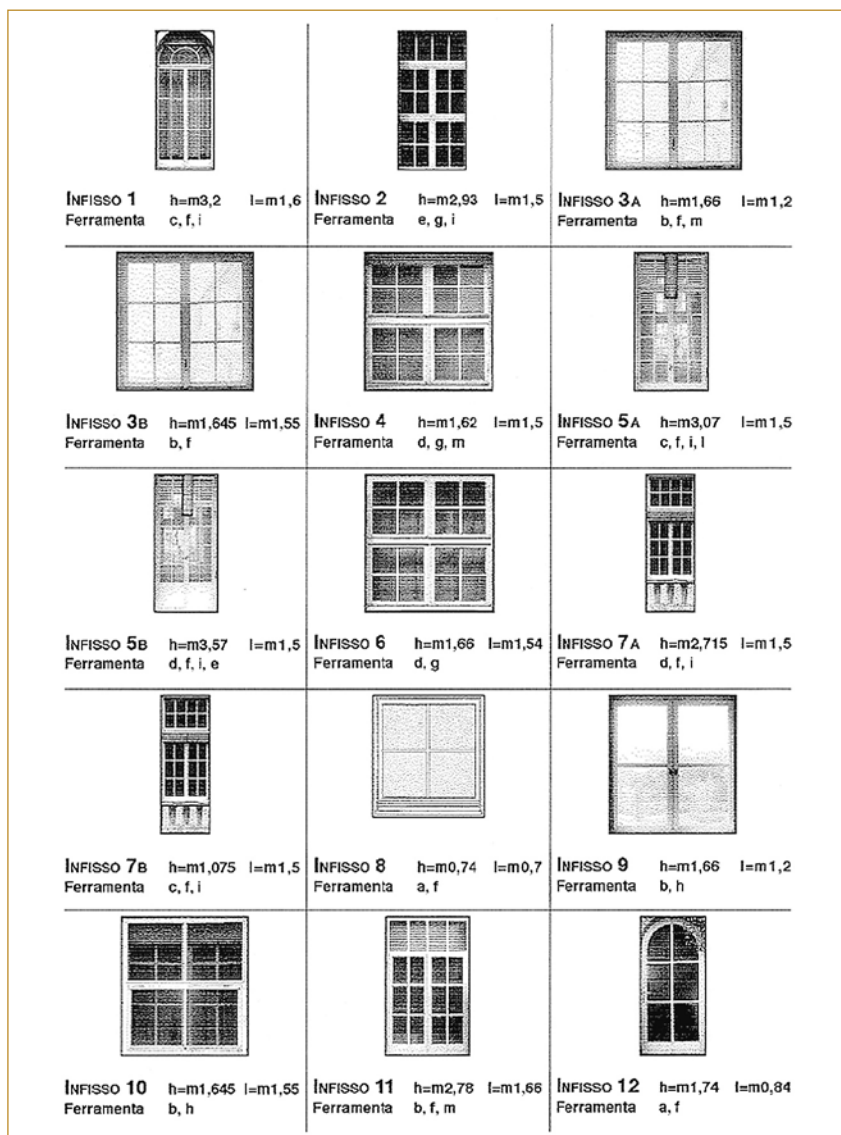 INFISSO 1 h=m3,2 l=m1,6
Ferramenta c, f, i
INFISSO 2 h=m2,93 l=m1,5
Ferramenta e, g, i
INFISSO 3A h=m1,66 l=m1,2
Ferramenta b, f, m
INFISSO 3B h=m1,645 l=m1,55
Ferramenta b, f
INFISSO 4 h=m1,62 l=m1,5
Ferramenta d, g, m
INFISSO 5A h=m3,07 l=m1,5
Ferramenta c, f, i, l
INFISSO 5B h=m3,57 l=m1,5
Ferramenta d, f, i, e
INFISSO 6 h=m1,66 l=m1,54
Ferramenta d, g
INFISSO 7A h=m2,715 l=m1,5
Ferramenta d, f, i
INFISSO 7B h=m1,075 l=m1,5
Ferramenta c, f, i
INFISSO 8 h=m0,74 l=m0,7
Ferramenta a, f
INFISSO 9 h=m1,66 l=m1,2
Ferramenta b, h
INFISSO 10 h=m1,645 l=m1,55
Ferramenta b, h
INFISSO 11 h=m2,78 l=m1,66
Ferramenta b, f, m
INFISSO 12 h=m1,74 l=m0,84
Ferramenta a, f